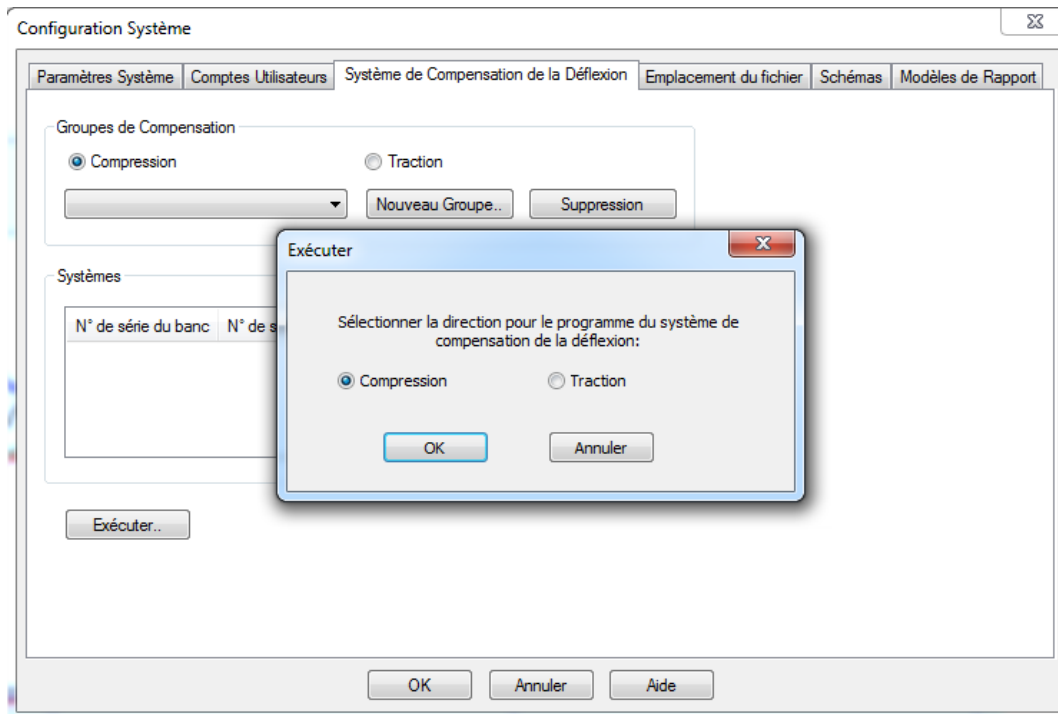 Configuration Système
Paramètres Système Comptes Utilisateurs Système de Compensation de la Déflexion Emplacement du fichier Schémas Modèles de Rapport
Groupes de Compensation
Compression Traction
Nouveau Groupe.. Suppression
Exécuter
Systèmes
N° de série du banc N° de s
Sélectionner la direction pour le programme du système de
compensation de la déflexion:
Compression Traction
OK Annuler
Exécuter..
OK Annuler Aide